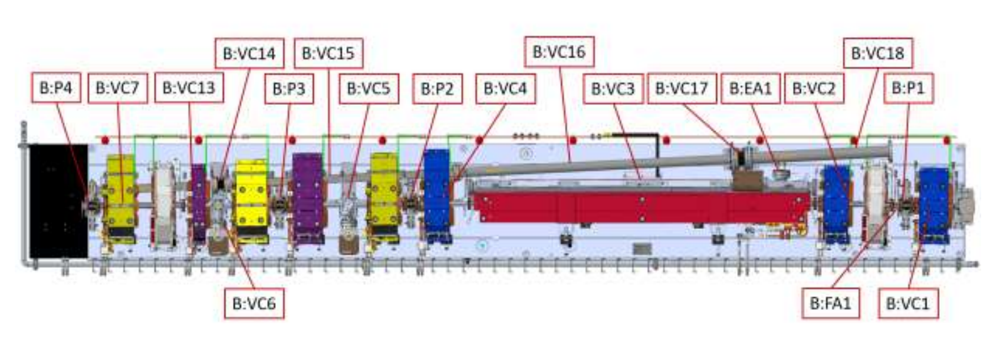 B:VC14
B:VC15
B:VC16
B:VC18
B:P4
B:VC7
B:VC13
B:P3
B:VC5
B:P2
B:VC4
B:VC3
B:VC17
B:EA1
B:VC2
B:P1
B:VC6
B:FA1
B:VC1